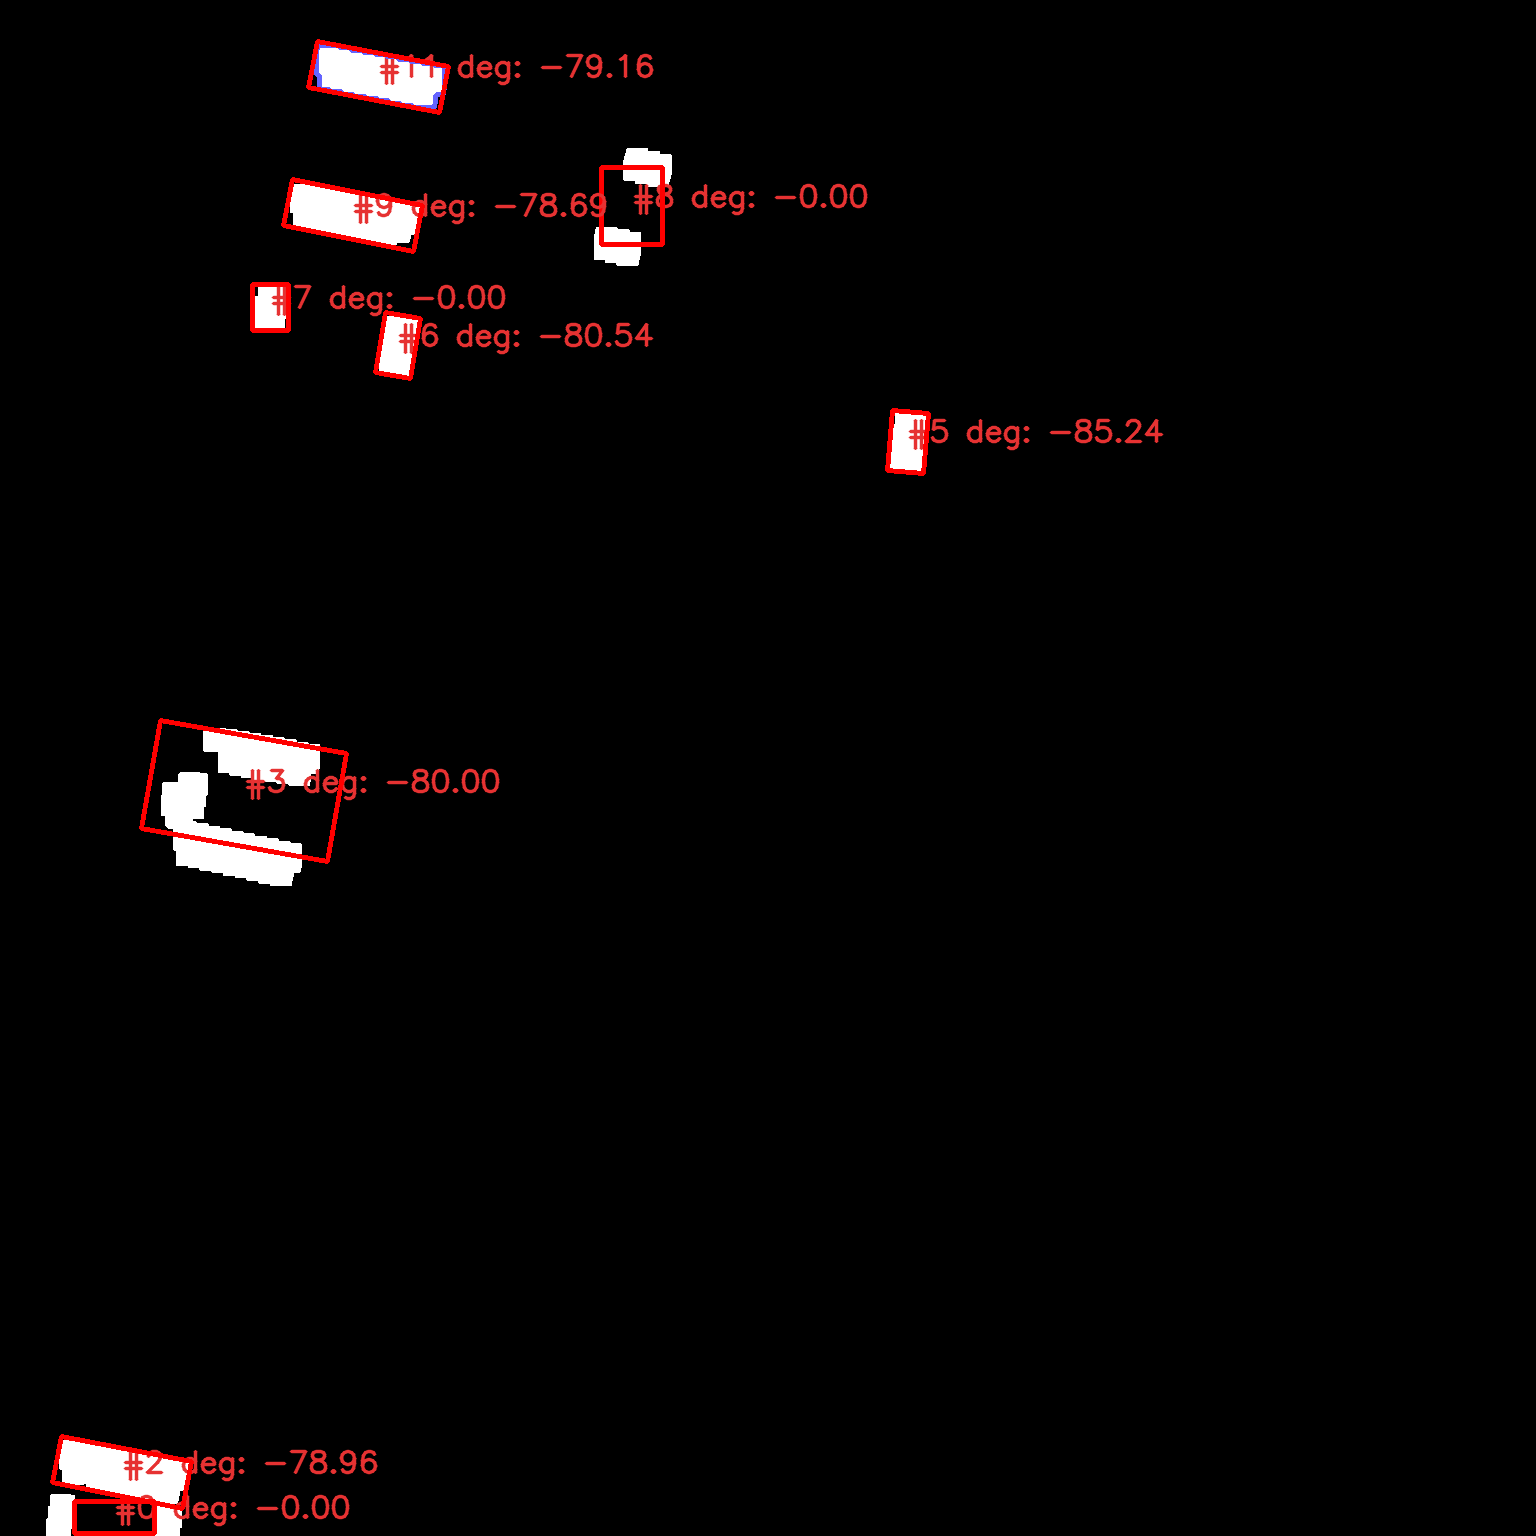 #11 deg: -79.16
#8 deg: -0.00
#9 deg: -78.69
#7 deg: -0.00
#6 deg: -80.54
#5 deg: -85.24
#3 deg: -80.00
#2 deg: -78.96
#0 deg: -0.00